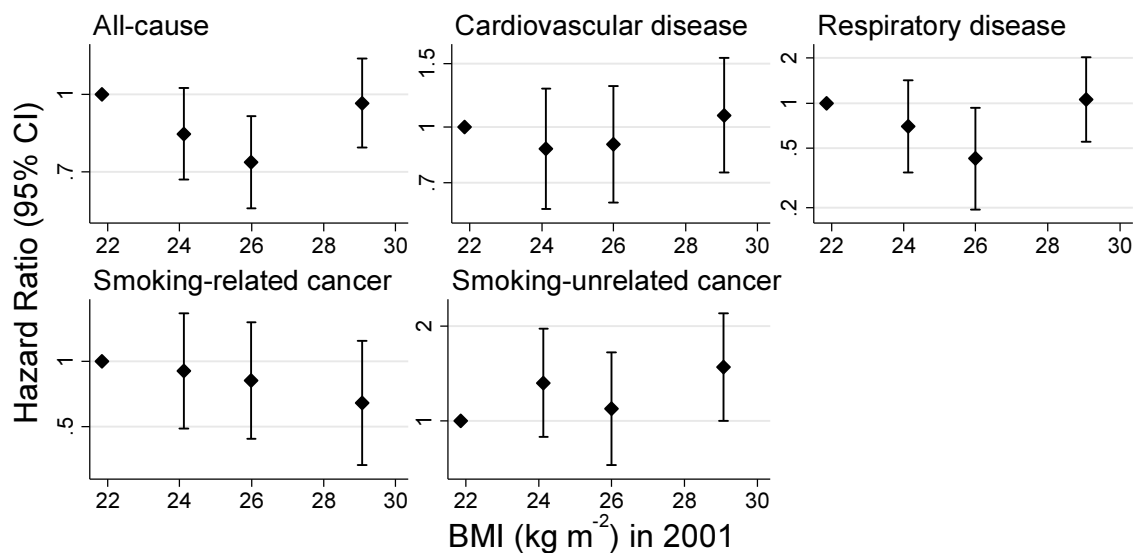 All-cause
Cardiovascular disease
Respiratory disease
Hazard Ratio (95% CI)
1
.7
22 24 26 28 30
1.5
1
.7
22 24 26 28 30
2
1
.5
.2
22 24 26 28 30
Smoking-related cancer
Smoking-unrelated cancer
1
.5
22 24 26 28 30
2
1
22 24 26 28 30
BMI (kg m⁻²) in 2001